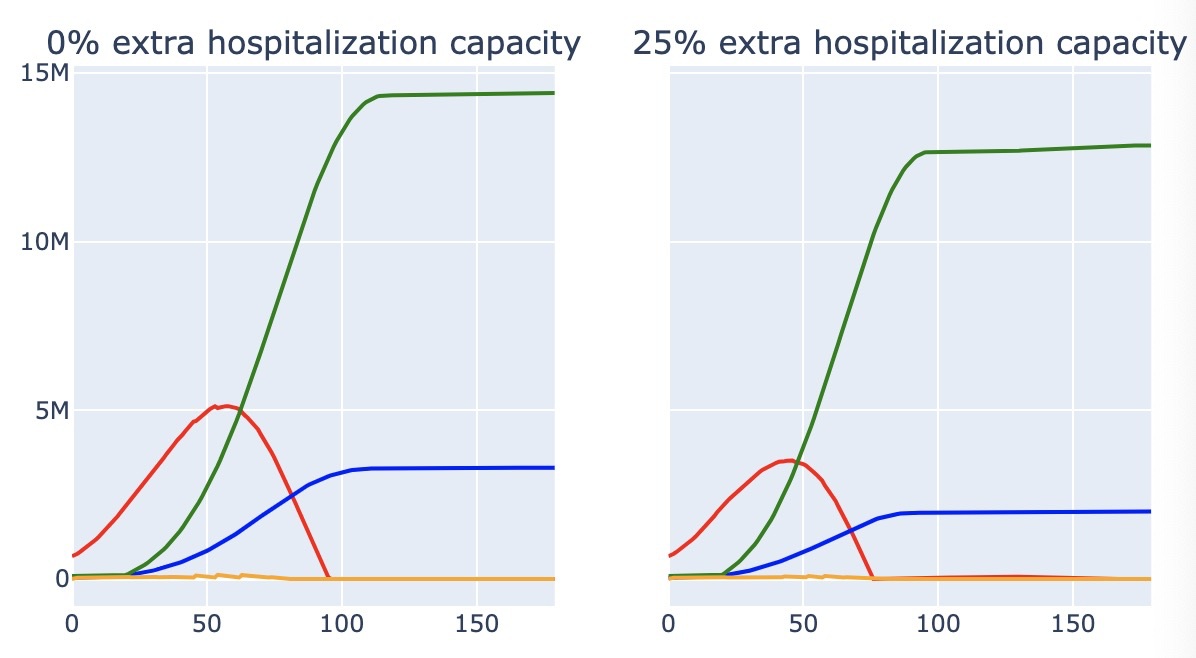 0% extra hospitalization capacity
25% extra hospitalization capacity
15M
10M
5M
0
0 50 100 150
0 50 100 150